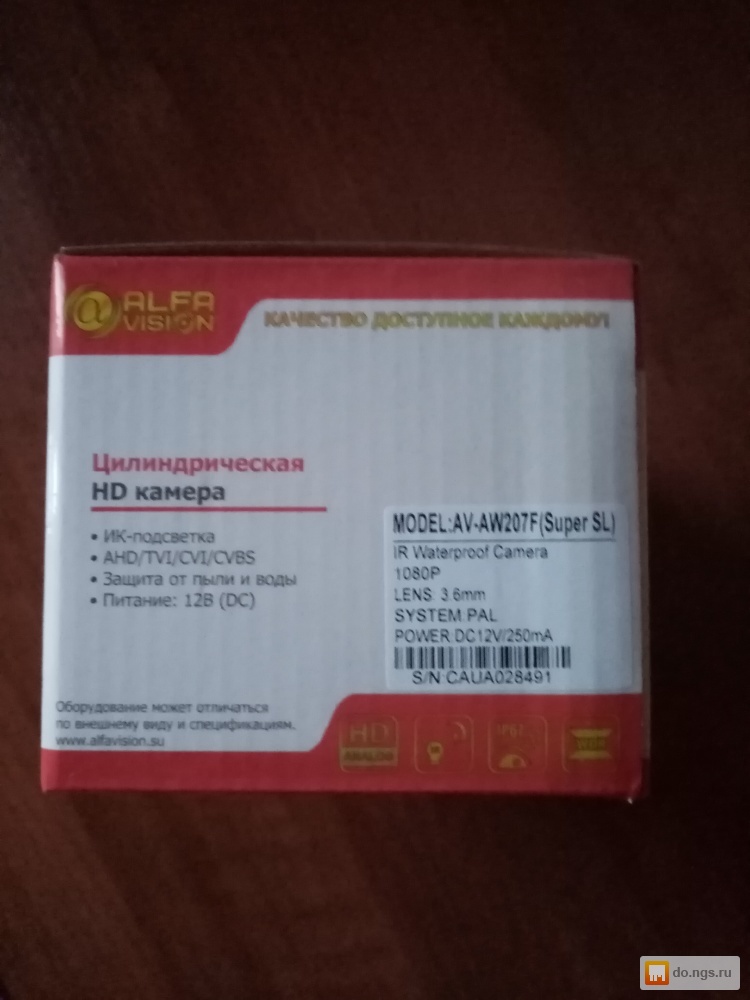 @ ALFA
VISION
КАЧЕСТВО ДОСТУПНОЕ КАЖДОМУ!
Цилиндрическая
HD камера
• ИК-подсветка
• AHD/TVI/CVI/CVBS
• Защита от пыли и воды
• Питание: 12В (DC)
MODEL:AV-AW207F(Super SL)
IR Waterproof Camera
1080P
LENS: 3.6mm
SYSTEM PAL
POWER:DC12V/250mA
S/N:CAUA028491
Оборудование может отличаться
по внешнему виду и спецификациям.
www.alfavision.su
HD
ANALOG
IP67
do.ngs.ru